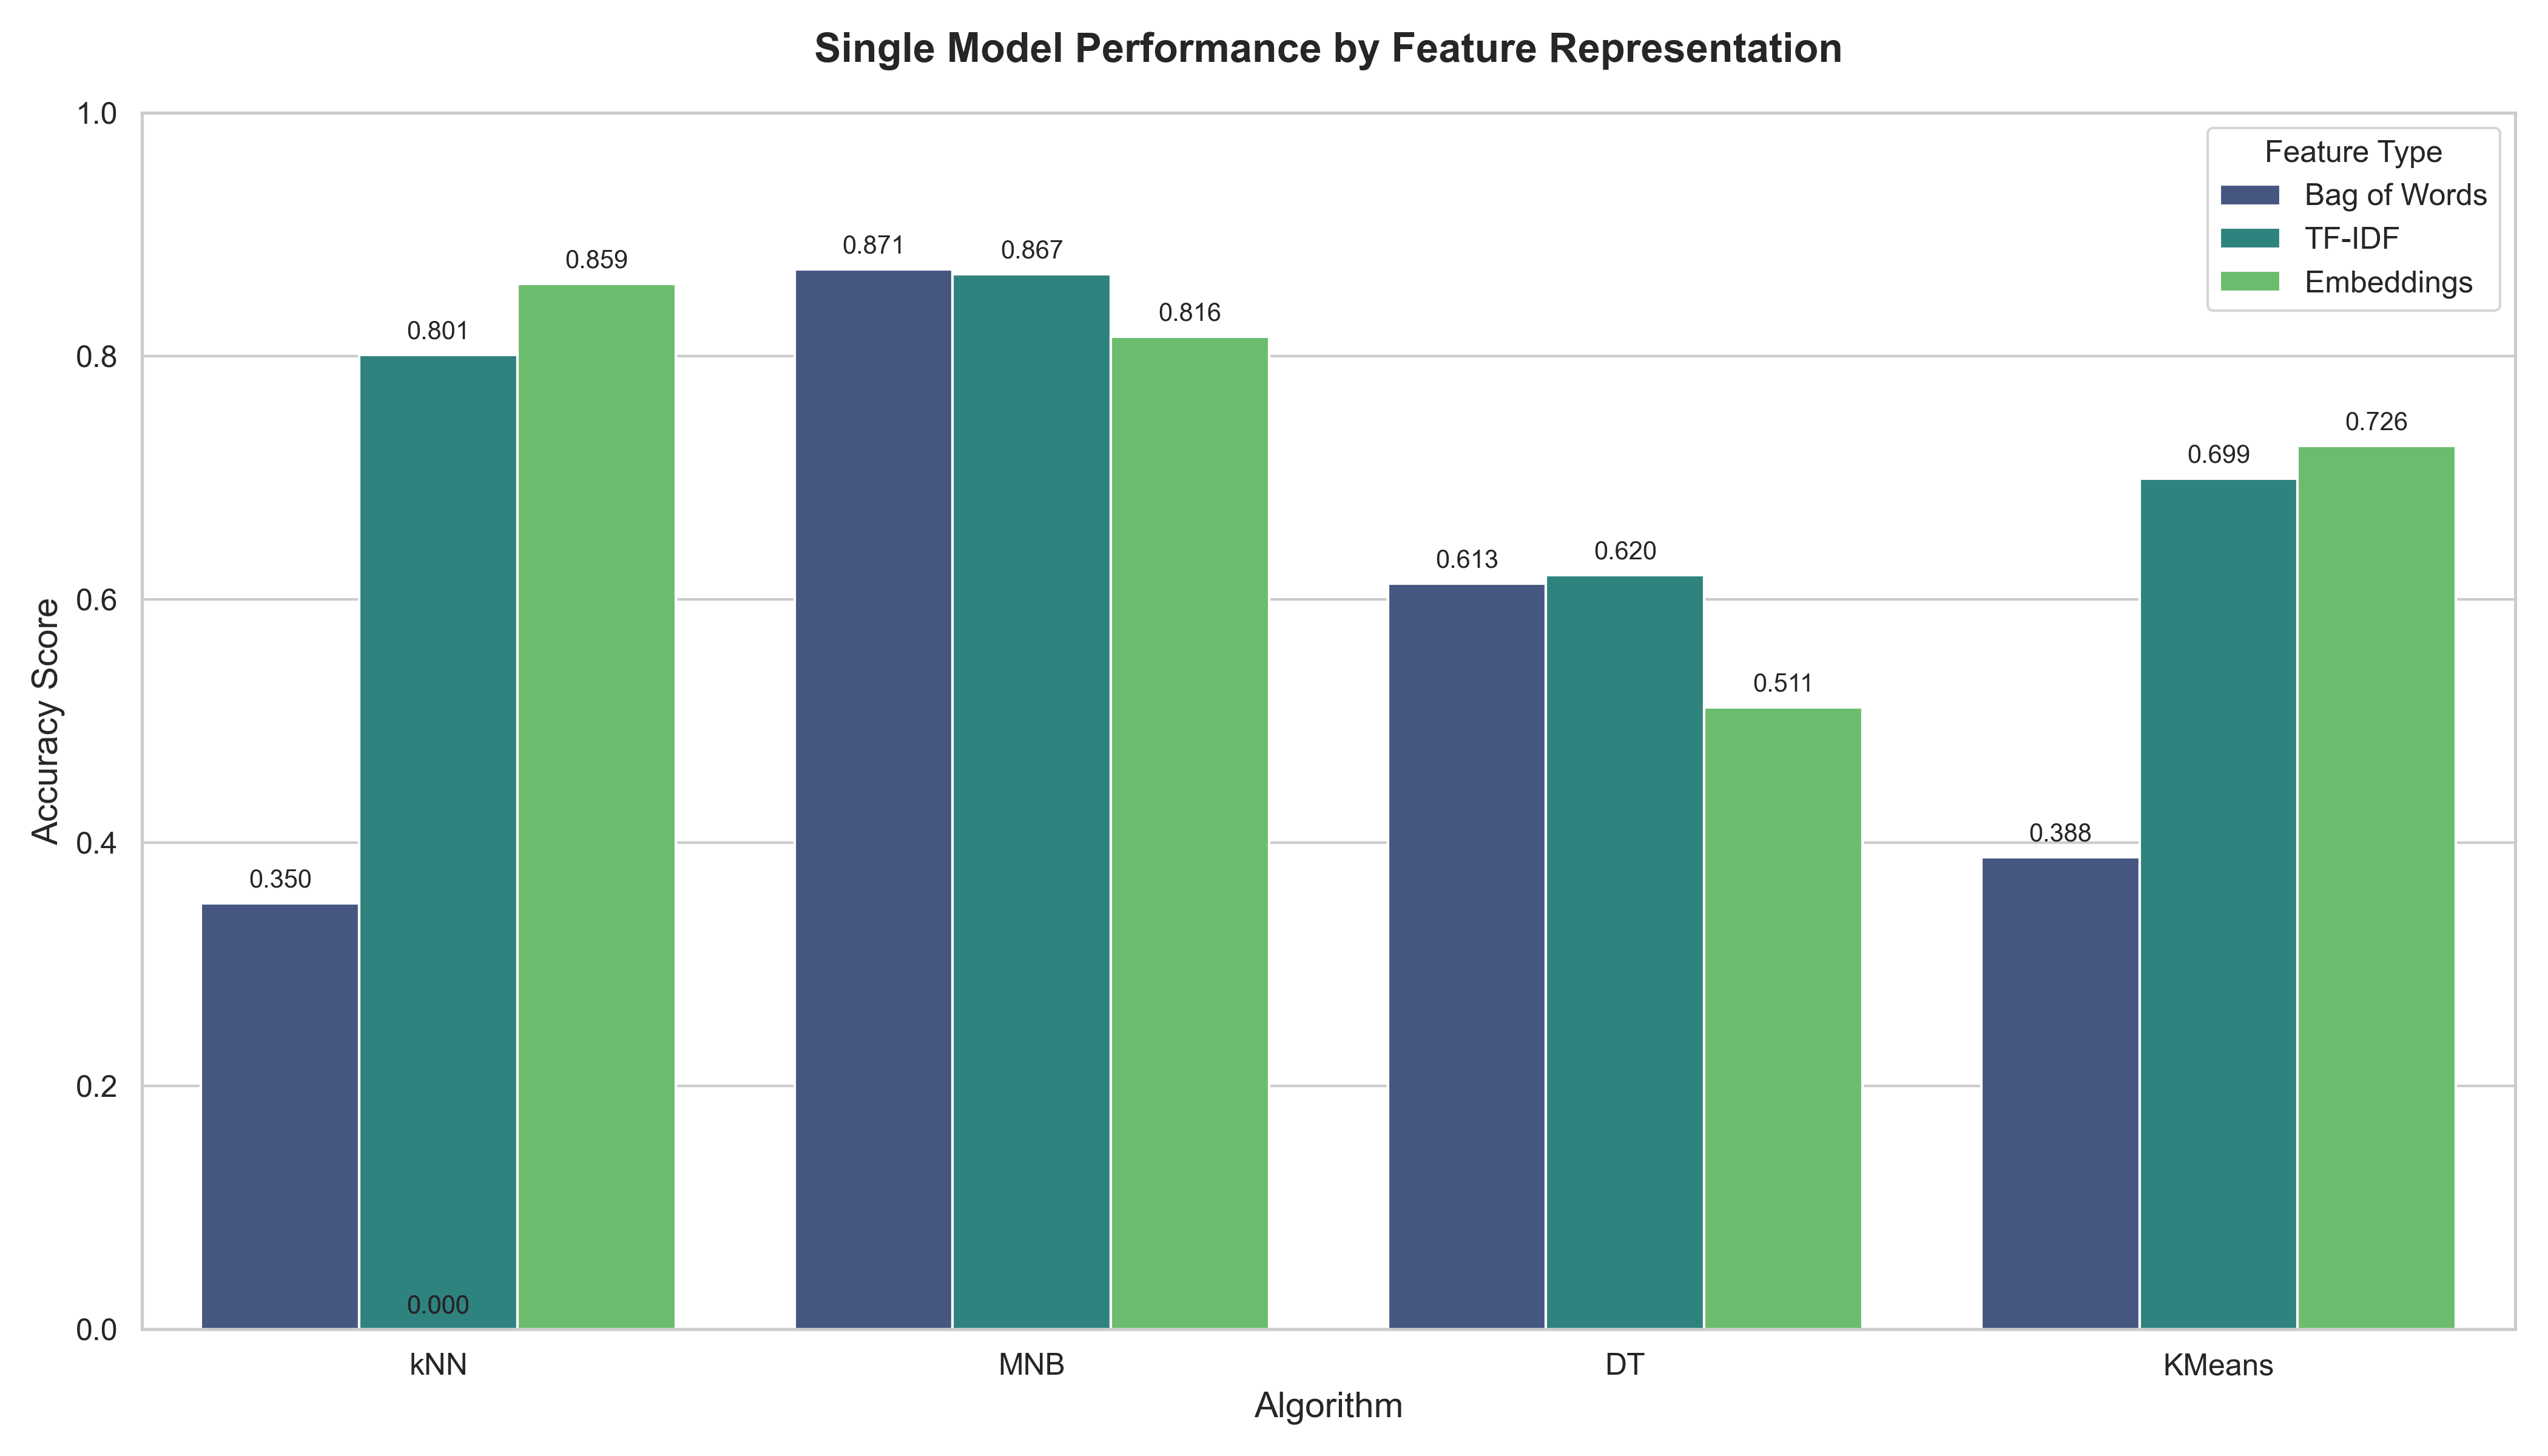 Single Model Performance by Feature Representation
1.0
0.8
0.6
0.4
0.2
0.0
Accuracy Score
Feature Type
Bag of Words
TF-IDF
Embeddings
0.350
0.801
0.859
0.000
0.871
0.867
0.816
0.613
0.620
0.511
0.388
0.699
0.726
kNN
MNB
DT
KMeans
Algorithm